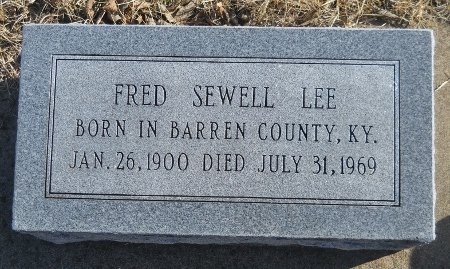 FRED SEWELL LEE
BORN IN BARREN COUNTY, KY.
JAN. 26, 1900 DIED JULY 31, 1969